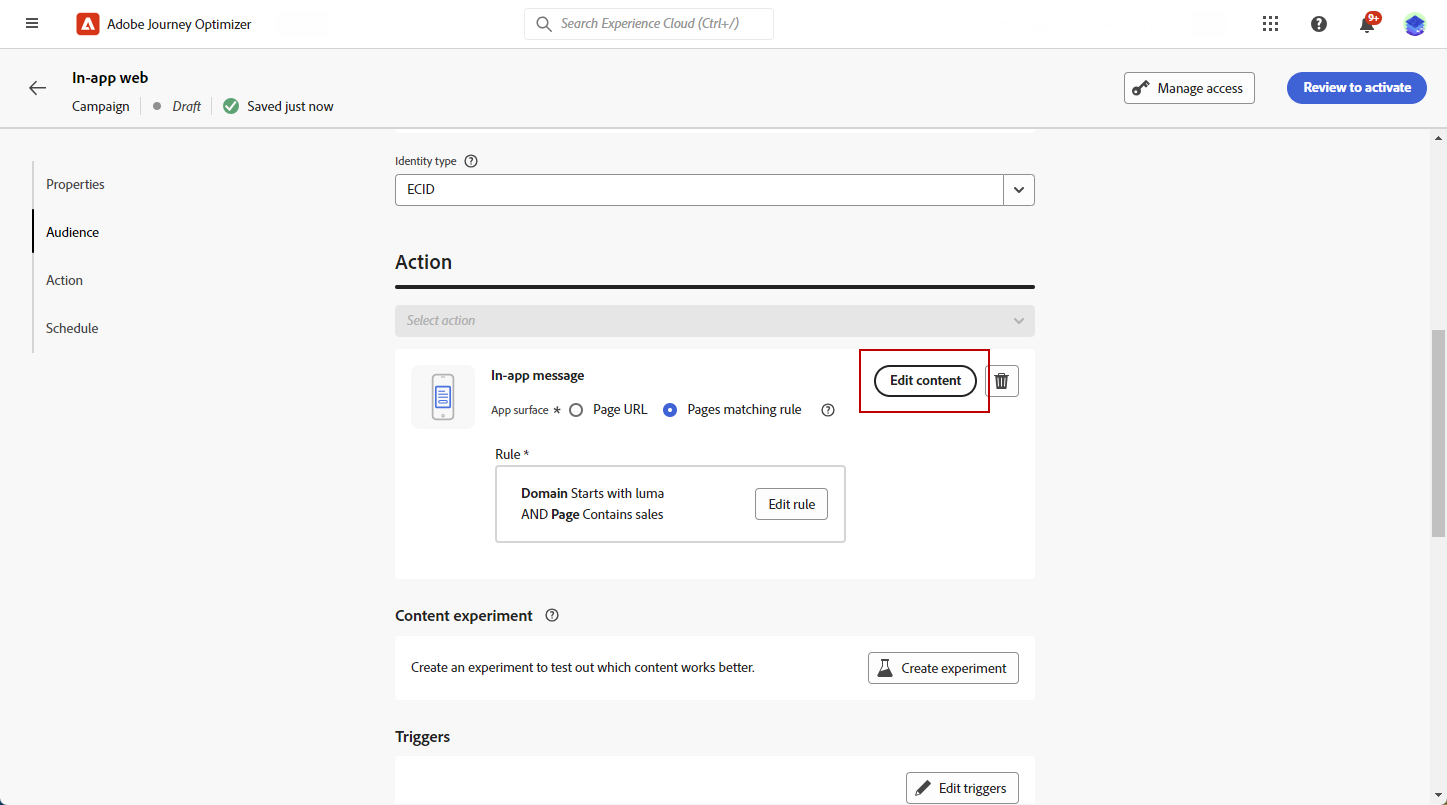 Adobe Journey Optimizer
Search Experience Cloud (Ctrl+/)
9+
In-app web
Campaign
Draft
Saved just now
Manage access
Review to activate
Properties
Audience
Action
Schedule
Identity type
ECID
Action
Select action
In-app message
Edit content
App surface * Page URL Pages matching rule
Rule *
Domain Starts with luma
AND Page Contains sales
Edit rule
Content experiment
Create an experiment to test out which content works better.
Create experiment
Triggers
Edit triggers